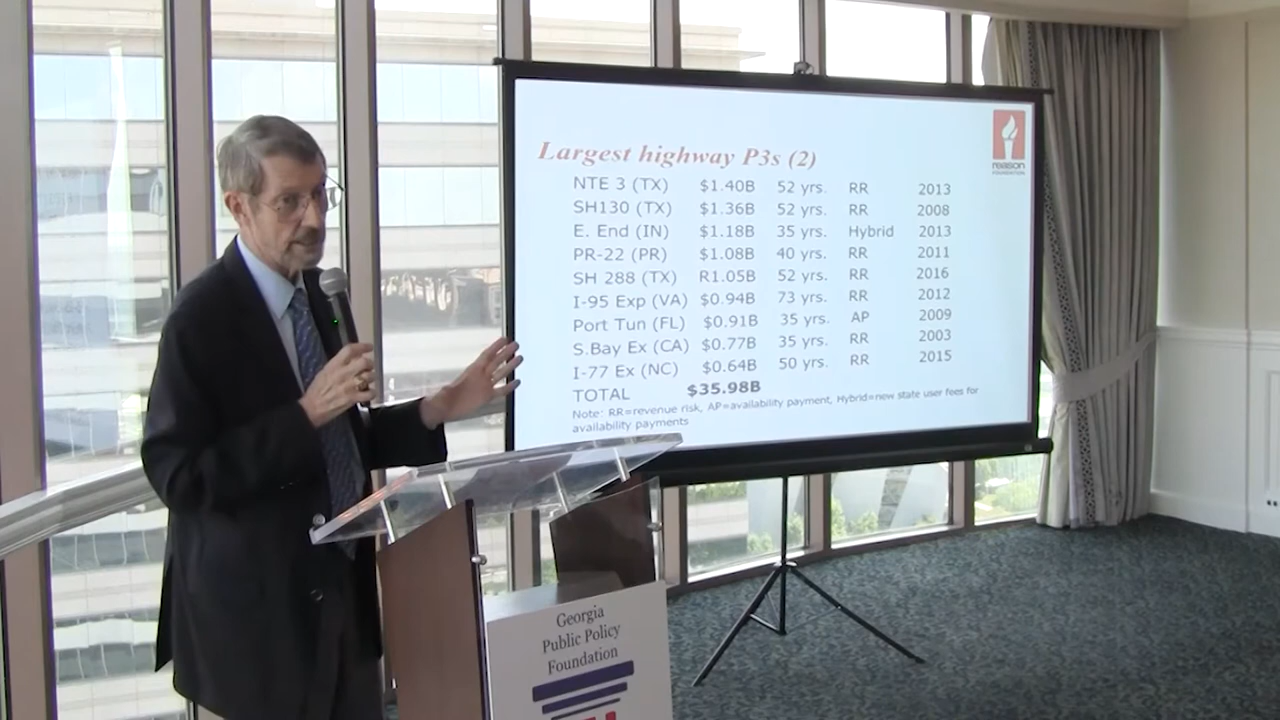 Largest highway P3s (2)
reason
FOUNDATION
NTE 3 (TX) $1.40B 52 yrs. RR 2013
SH130 (TX) $1.36B 52 yrs. RR 2008
E. End (IN) $1.18B 35 yrs. Hybrid 2013
PR-22 (PR) $1.08B 40 yrs. RR 2011
SH 288 (TX) R1.05B 52 yrs. RR 2016
I-95 Exp (VA) $0.94B 73 yrs. RR 2012
Port Tun (FL) $0.91B 35 yrs. AP 2009
S.Bay Ex (CA) $0.77B 35 yrs. RR 2003
I-77 Ex (NC) $0.64B 50 yrs. RR 2015
TOTAL $35.98B
Note: RR=revenue risk, AP=availability payment, Hybrid=new state user fees for
availability payments
Georgia
Public Policy
Foundation